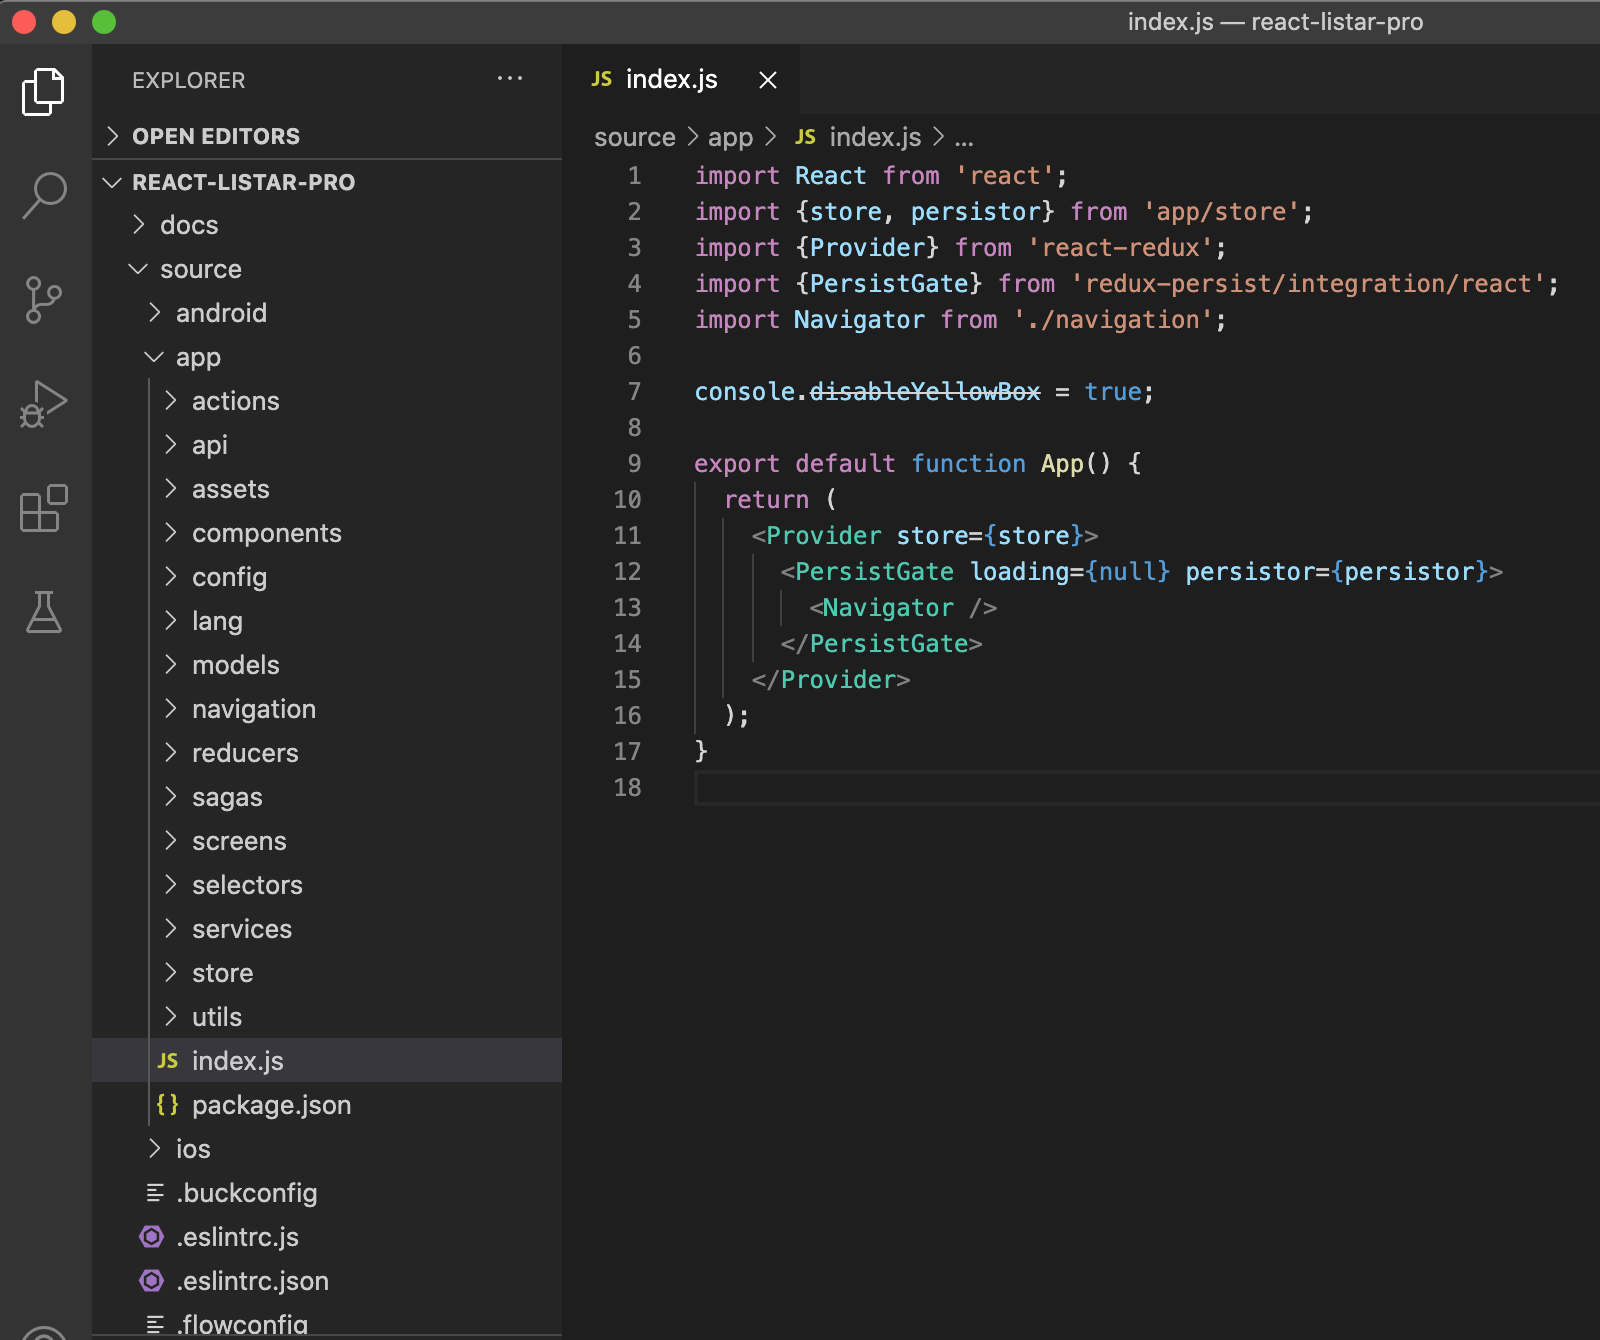 index.js — react-listar-pro
EXPLORER
OPEN EDITORS
REACT-LISTAR-PRO
docs
source
android
app
actions
api
assets
components
config
lang
models
navigation
reducers
sagas
screens
selectors
services
store
utils
JS index.js
{} package.json
ios
.buckconfig
.eslintrc.js
.eslintrc.json
.flowconfig
JS index.js
source > app > JS index.js > ...
1 import React from 'react';
2 import {store, persistor} from 'app/store';
3 import {Provider} from 'react-redux';
4 import {PersistGate} from 'redux-persist/integration/react';
5 import Navigator from './navigation';
6
7 console.disableYellowBox = true;
8
9 export default function App() {
10 return (
11 <Provider store={store}>
12 <PersistGate loading={null} persistor={persistor}>
13 <Navigator />
14 </PersistGate>
15 </Provider>
16 );
17 }
18